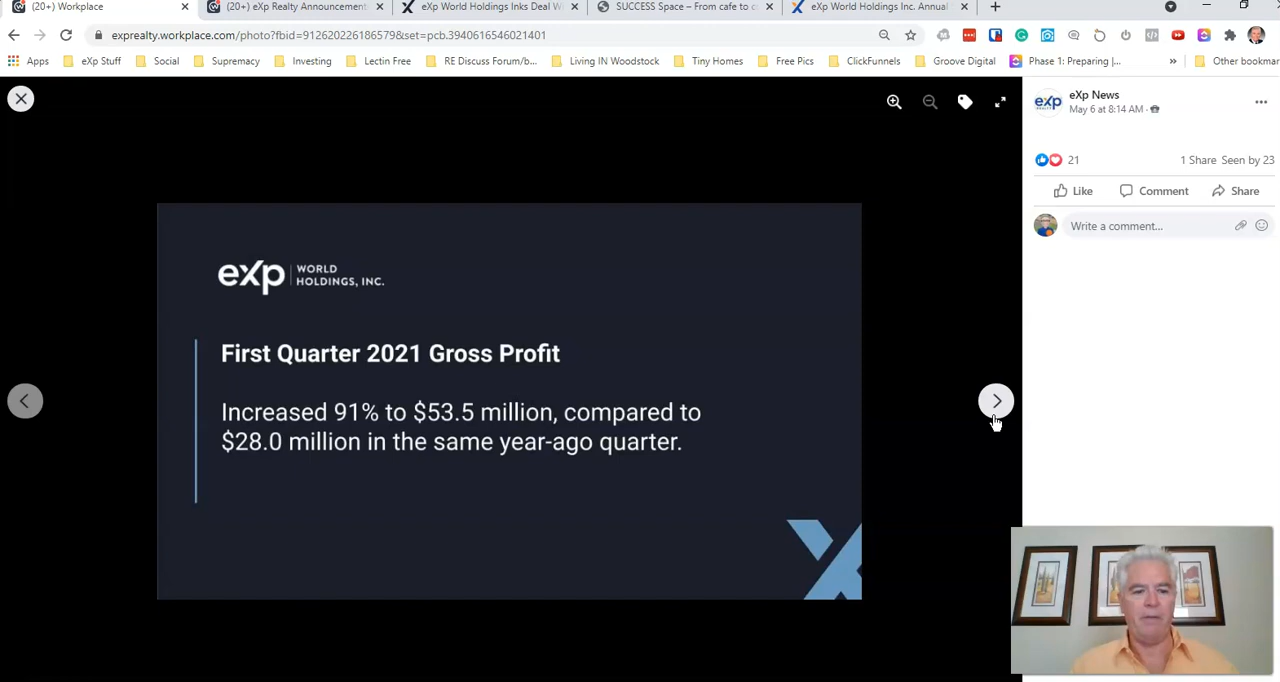 (20+) Workplace
(20+) eXp Realty Announcement
eXp World Holdings Inks Deal W
SUCCESS Space – From cafe to c
eXp World Holdings Inc. Annual
exprealty.workplace.com/photo?fbid=912620226186579&set=pcb.3940616546021401
Apps
eXp Stuff
Social
Supremacy
Investing
Lectin Free
RE Discuss Forum/b...
Living IN Woodstock
Tiny Homes
Free Pics
ClickFunnels
Groove Digital
Phase 1: Preparing |...
»
Other bookmar
eXp News
May 6 at 8:14 AM ·
21
1 Share Seen by 23
Like
Comment
Share
Write a comment...
eXp REALTY
eXp WORLD
HOLDINGS, INC.
First Quarter 2021 Gross Profit
Increased 91% to $53.5 million, compared to
$28.0 million in the same year-ago quarter.